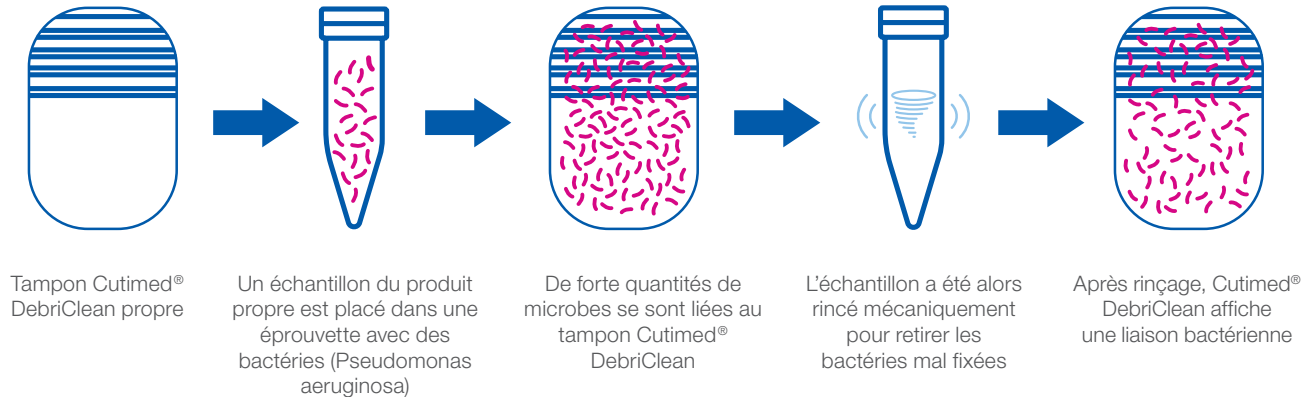 Tampon Cutimed®
DebriClean propre
Un échantillon du produit
propre est placé dans une
éprouvette avec des
bactéries (Pseudomonas
aeruginosa)
De forte quantités de
microbes se sont liées au
tampon Cutimed®
DebriClean
L’échantillon a été alors
rincé mécaniquement
pour retirer les
bactéries mal fixées
Après rinçage, Cutimed®
DebriClean affiche
une liaison bactérienne